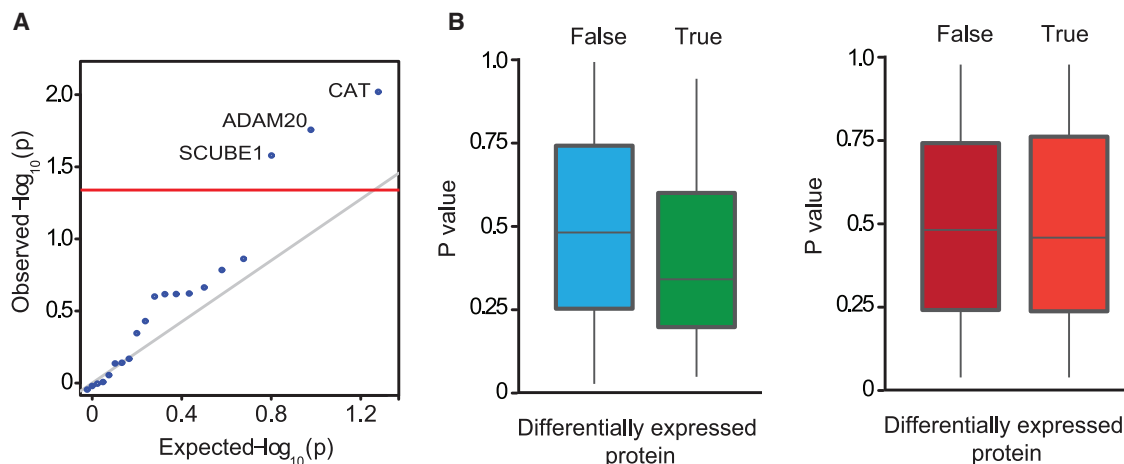 A
Observed–log10(p)
2.0
1.5
1.0
0.5
0
CAT
ADAM20
SCUBE1
0
0.4
0.8
1.2
Expected–log10(p)
B
False
True
P value
1.0
0.75
0.5
0.25
0
Differentially expressed
protein
False
True
P value
1.0
0.75
0.5
0.25
0
Differentially expressed
protein